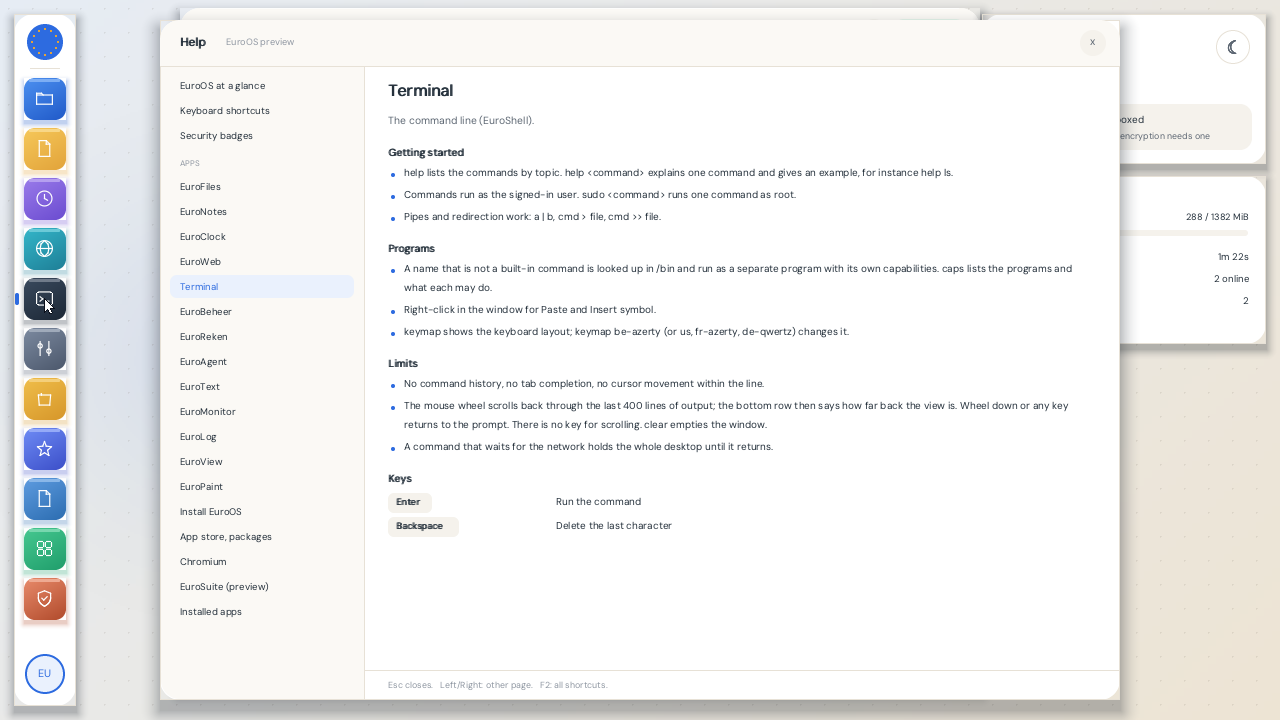 Help EuroOS preview X
EuroOS at a glance
Keyboard shortcuts
Security badges
APPS
EuroFiles
EuroNotes
EuroClock
EuroWeb
Terminal
EuroBeheer
EuroReken
EuroAgent
EuroText
EuroMonitor
EuroLog
EuroView
EuroPaint
Install EuroOS
App store, packages
Chromium
EuroSuite (preview)
Installed apps
Terminal
The command line (EuroShell).
Getting started
help lists the commands by topic. help <command> explains one command and gives an example, for instance help ls.
Commands run as the signed-in user. sudo <command> runs one command as root.
Pipes and redirection work: a | b, cmd > file, cmd >> file.
Programs
A name that is not a built-in command is looked up in /bin and run as a separate program with its own capabilities. caps lists the programs and
what each may do.
Right-click in the window for Paste and Insert symbol.
keymap shows the keyboard layout; keymap be-azerty (or us, fr-azerty, de-qwertz) changes it.
Limits
No command history, no tab completion, no cursor movement within the line.
The mouse wheel scrolls back through the last 400 lines of output; the bottom row then says how far back the view is. Wheel down or any key
returns to the prompt. There is no key for scrolling. clear empties the window.
A command that waits for the network holds the whole desktop until it returns.
Keys
Enter Run the command
Backspace Delete the last character
Esc closes. Left/Right: other page. F2: all shortcuts.
oxed
encryption needs one
288 / 1382 MiB
1m 22s
2 online
2
EU